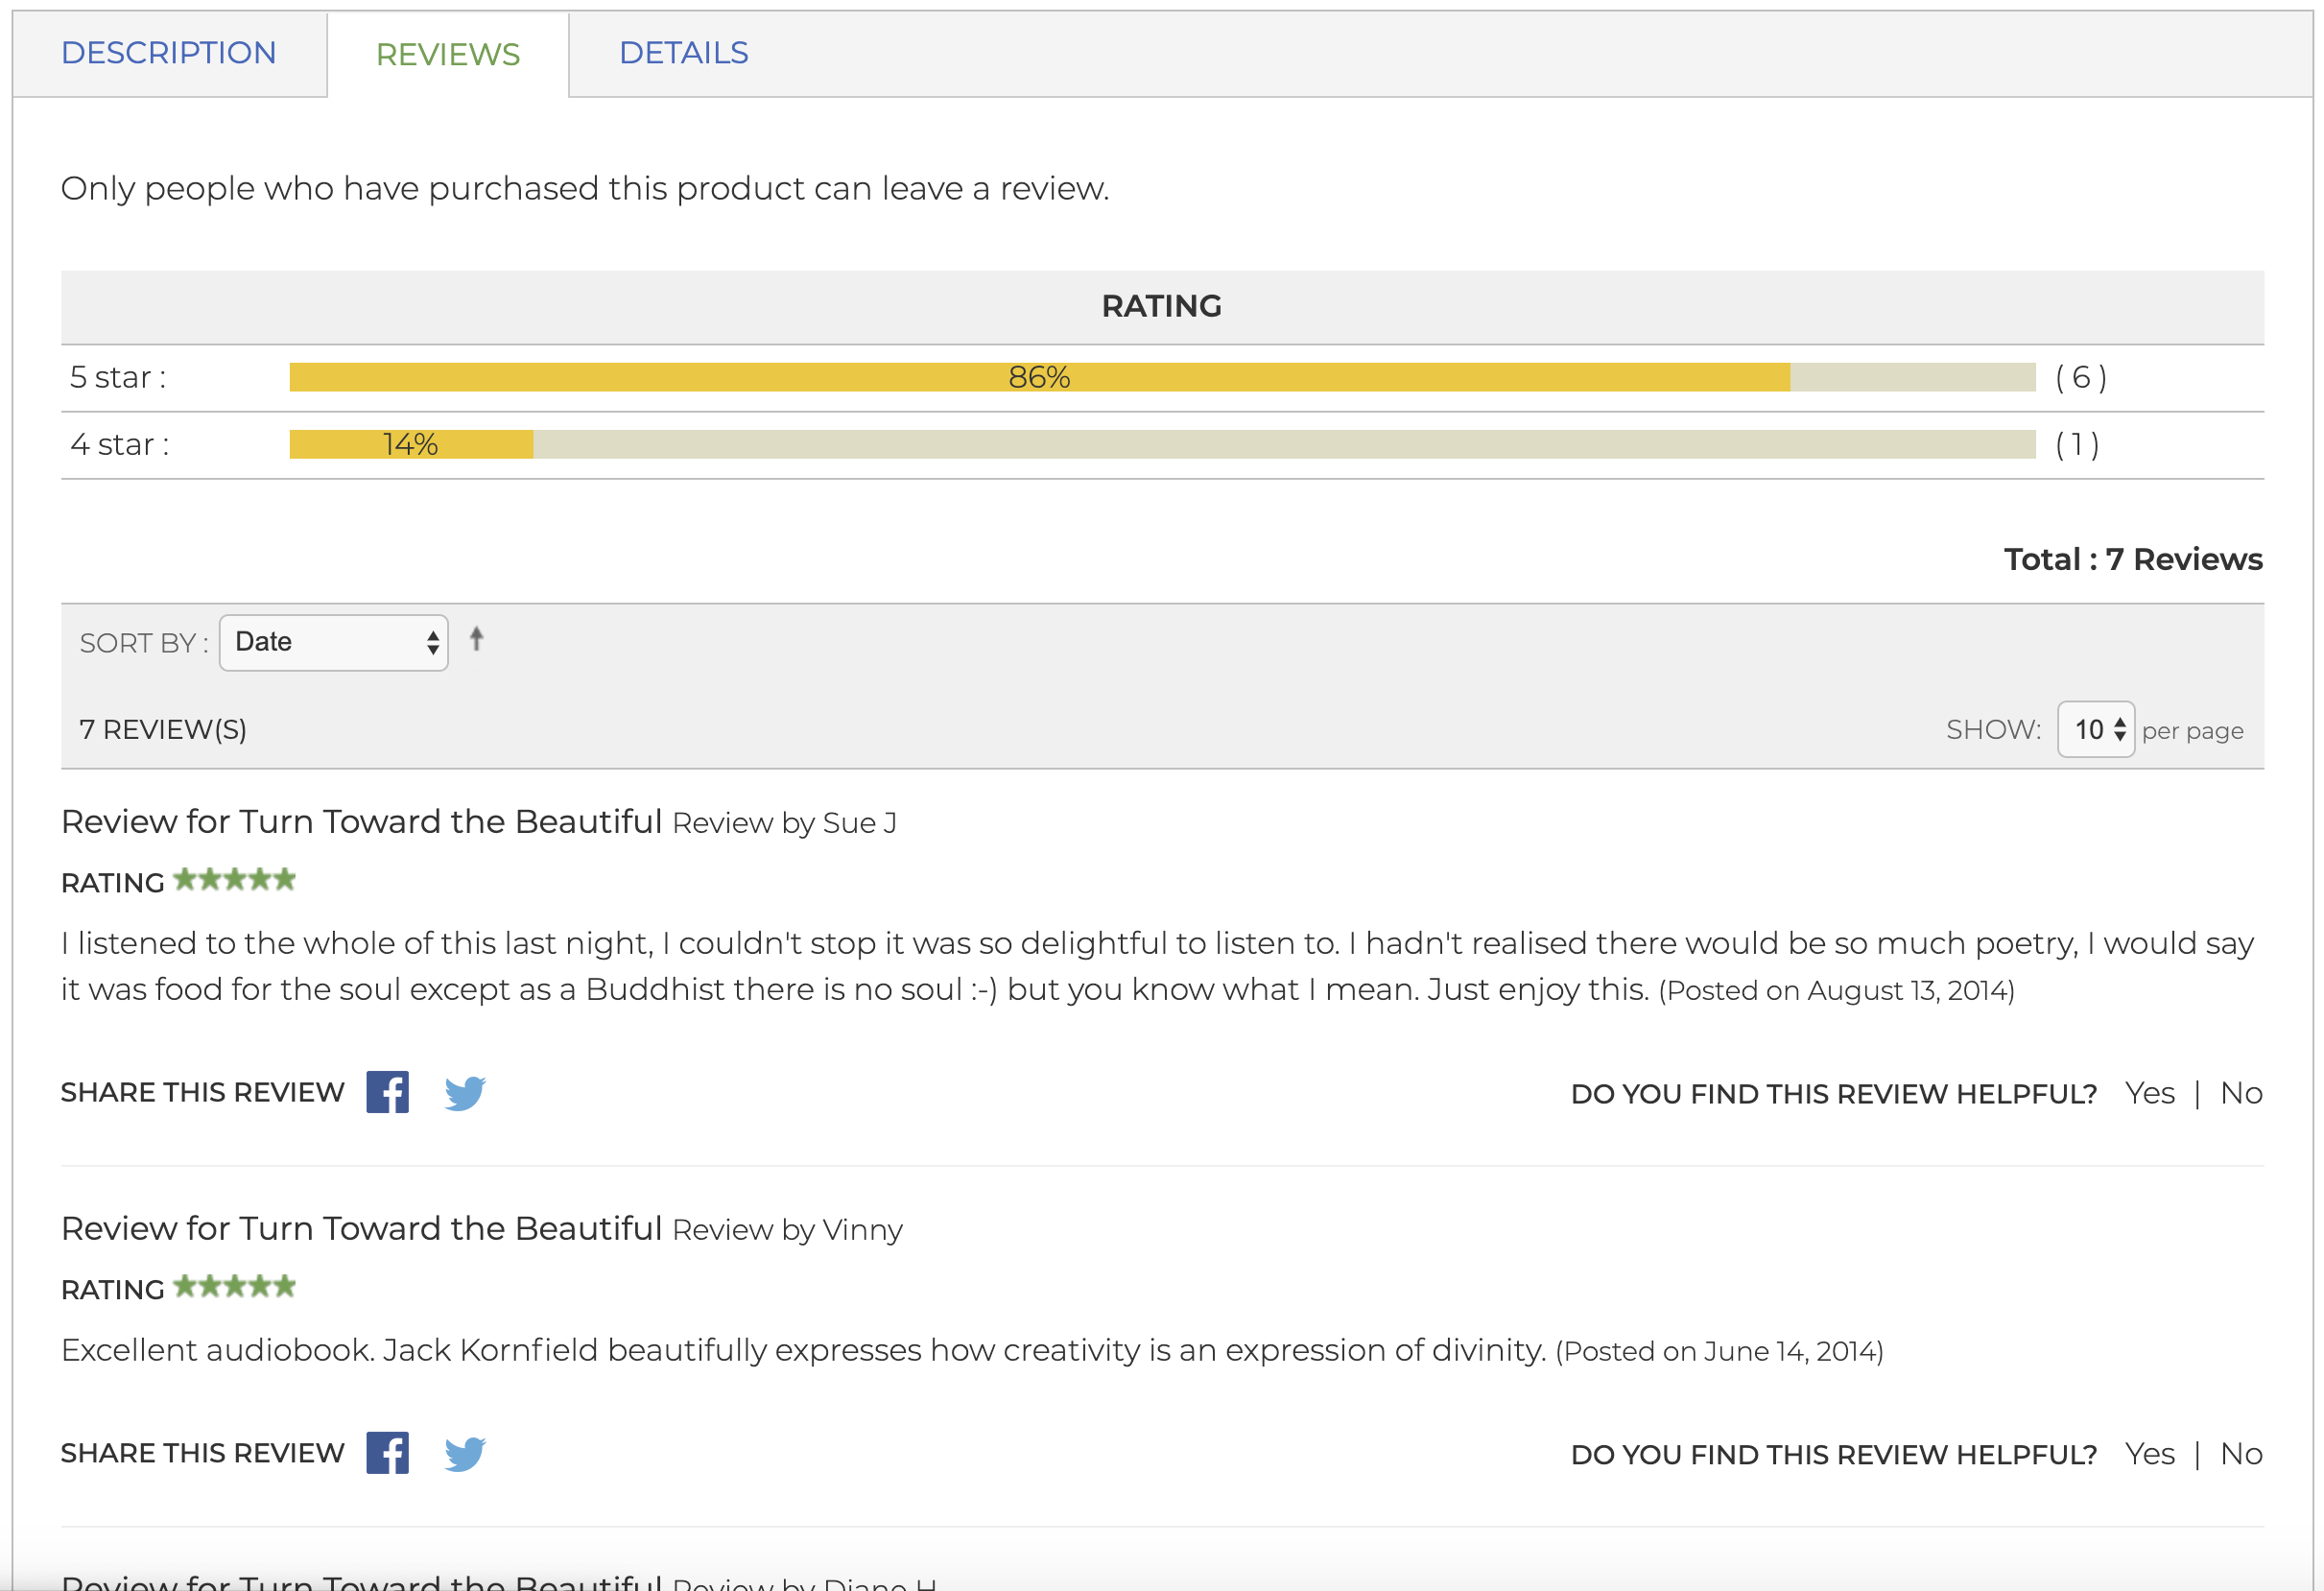 DESCRIPTION
REVIEWS
DETAILS
Only people who have purchased this product can leave a review.
RATING
5 star : 86% ( 6 )
4 star : 14% ( 1 )
Total : 7 Reviews
SORT BY : Date
7 REVIEW(S)
SHOW: 10 per page
Review for Turn Toward the Beautiful Review by Sue J
RATING
I listened to the whole of this last night, I couldn't stop it was so delightful to listen to. I hadn't realised there would be so much poetry, I would say
it was food for the soul except as a Buddhist there is no soul :-) but you know what I mean. Just enjoy this. (Posted on August 13, 2014)
SHARE THIS REVIEW
DO YOU FIND THIS REVIEW HELPFUL? Yes | No
Review for Turn Toward the Beautiful Review by Vinny
RATING
Excellent audiobook. Jack Kornfield beautifully expresses how creativity is an expression of divinity. (Posted on June 14, 2014)
SHARE THIS REVIEW
DO YOU FIND THIS REVIEW HELPFUL? Yes | No
Review for Turn Toward the Beautiful Review by Diane H